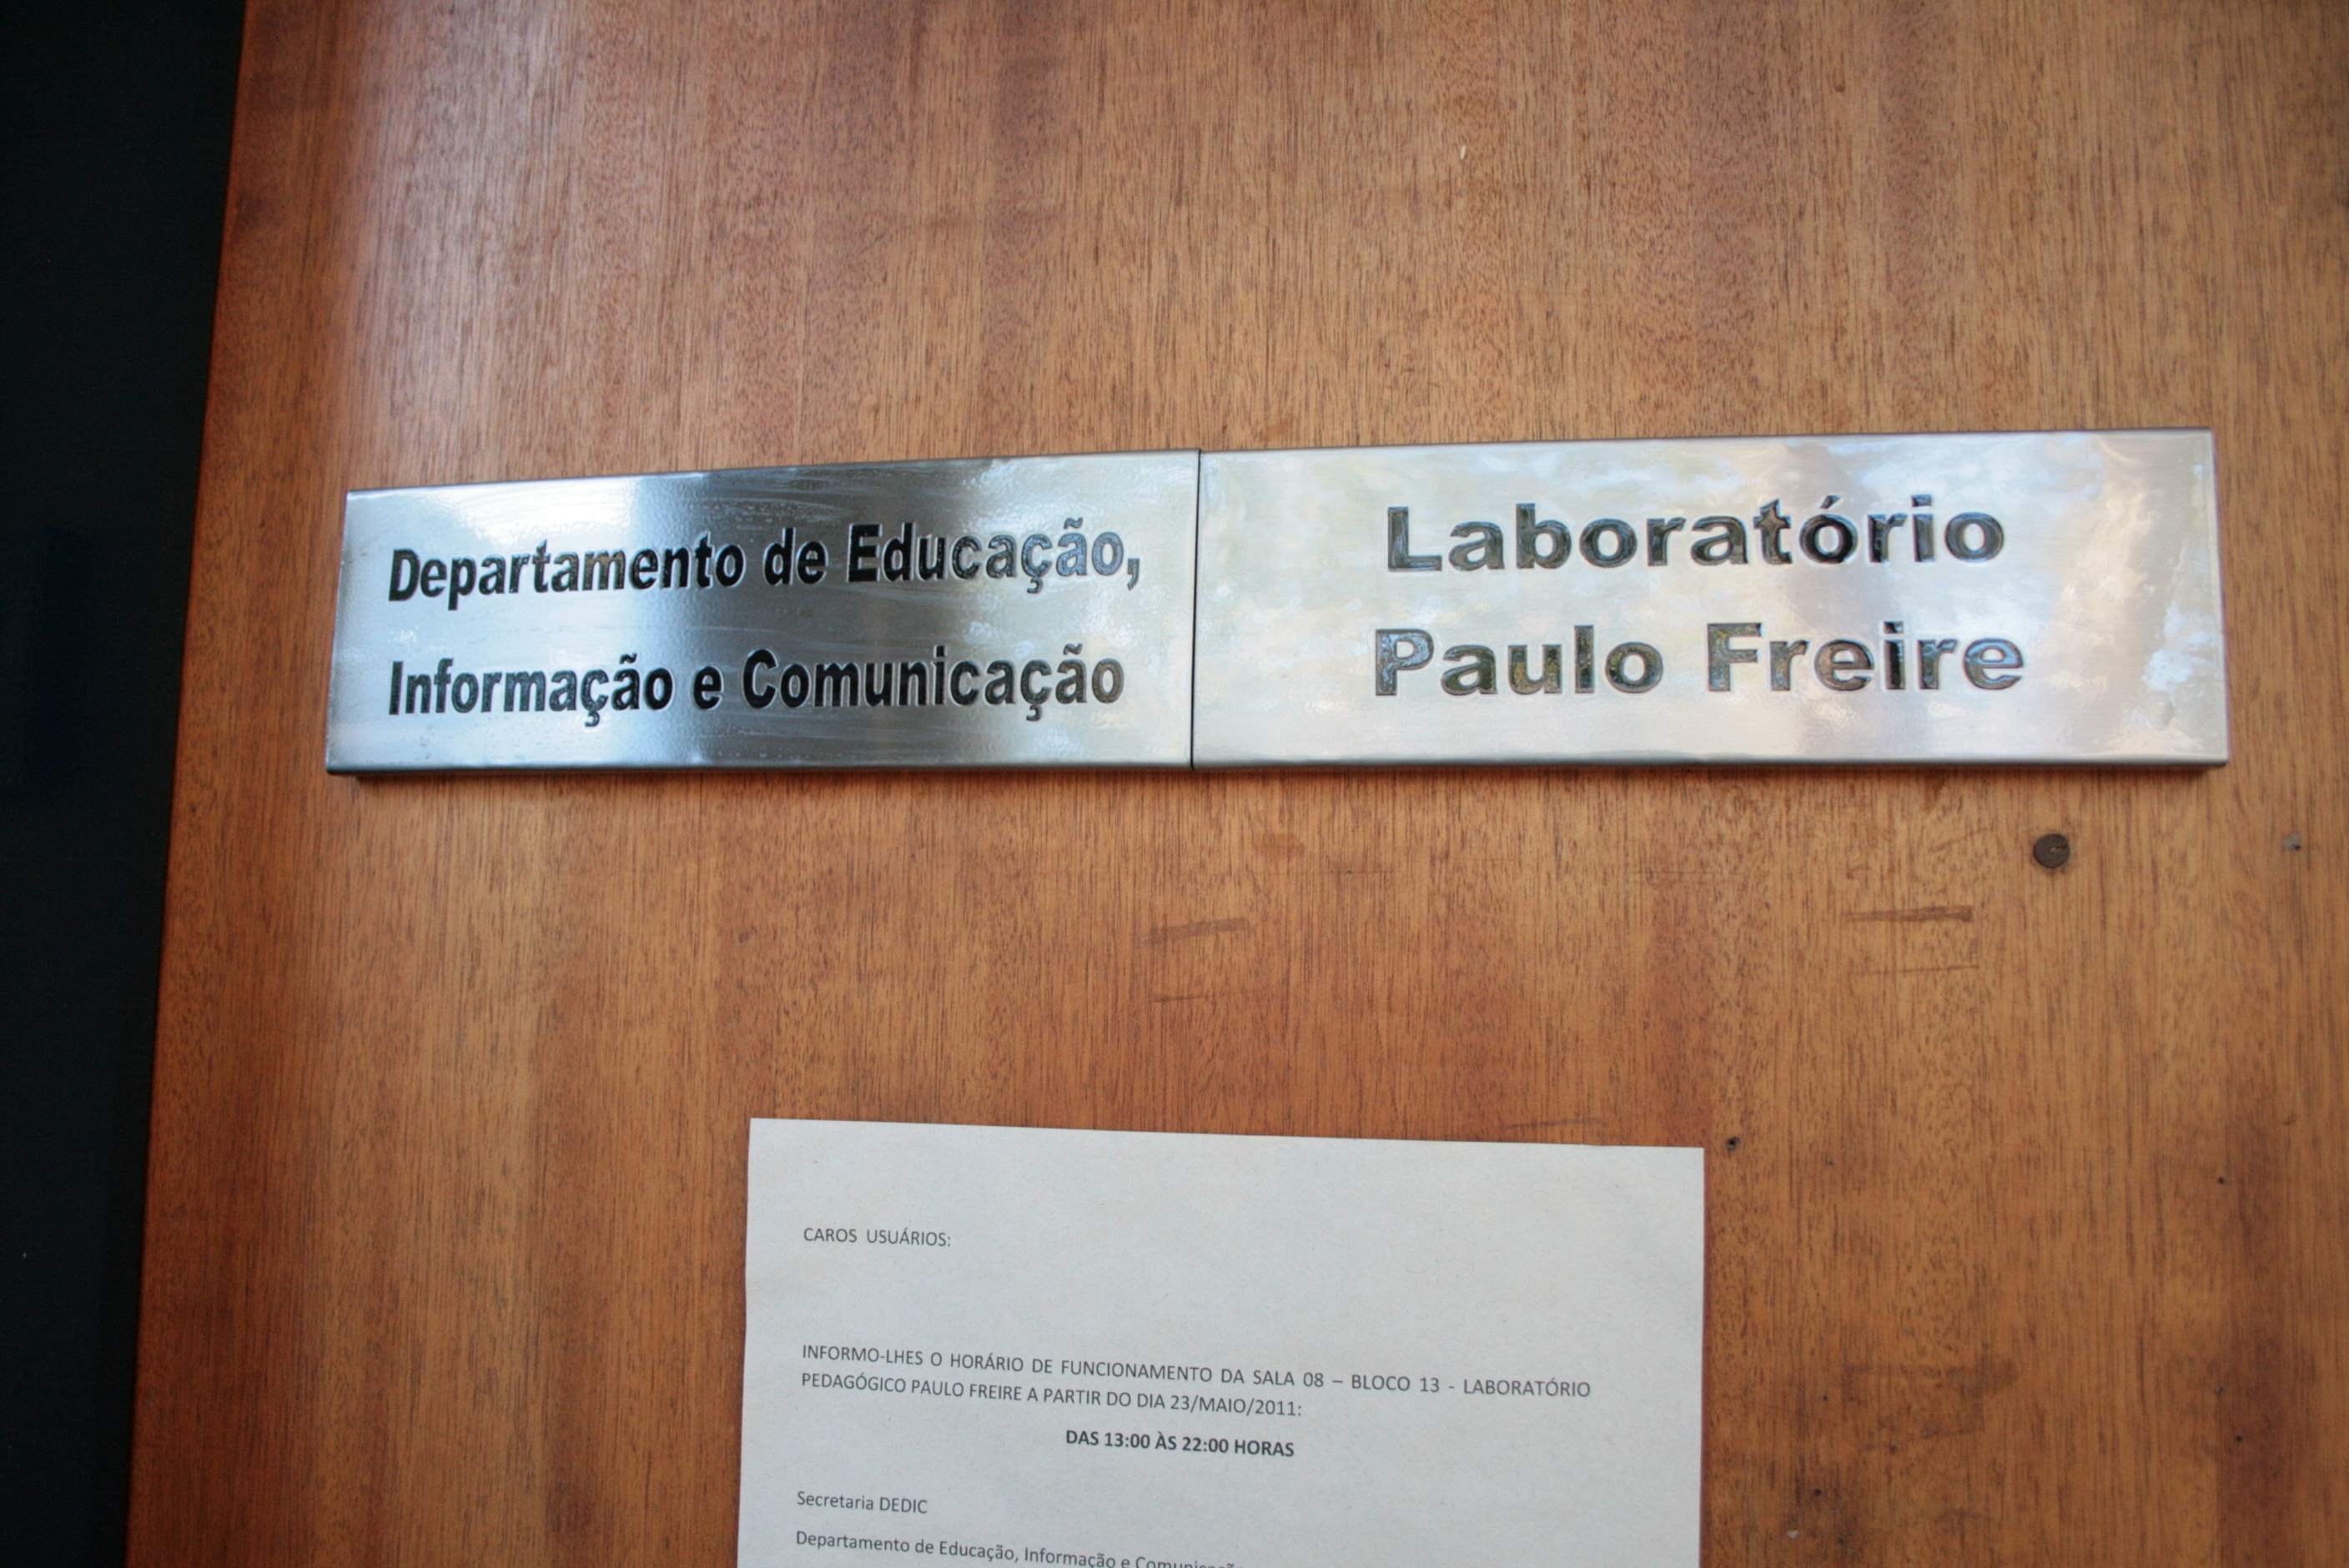 Departamento de Educação,
Informação e Comunicação
Laboratório
Paulo Freire
CAROS USUÁRIOS:
INFORMO-LHES O HORÁRIO DE FUNCIONAMENTO DA SALA 08 – BLOCO 13 - LABORATÓRIO
PEDAGÓGICO PAULO FREIRE A PARTIR DO DIA 23/MAIO/2011:
DAS 13:00 ÀS 22:00 HORAS
Secretaria DEDIC
Departamento de Educação, Informação e Comunicação